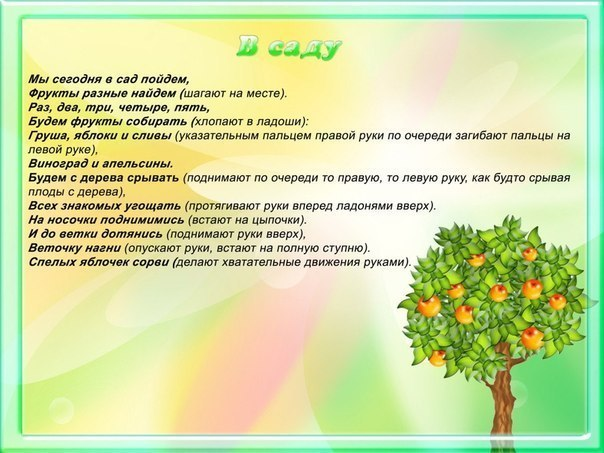 В саду
Мы сегодня в сад пойдем,
Фрукты разные найдем (шагают на месте).
Раз, два, три, четыре, пять,
Будем фрукты собирать (хлопают в ладоши):
Груша, яблоки и сливы (указательным пальцем правой руки по очереди загибают пальцы на
левой руке),
Виноград и апельсины.
Будем с дерева срывать (поднимают по очереди то правую, то левую руку, как будто срывая
плоды с дерева),
Всех знакомых угощать (протягивают руки вперед ладонями вверх).
На носочки поднимимись (встают на цыпочки).
И до ветки дотянись (поднимают руки вверх),
Веточку нагни (опускают руки, встают на полную ступню).
Спелых яблочек сорви (делают хватательные движения руками).